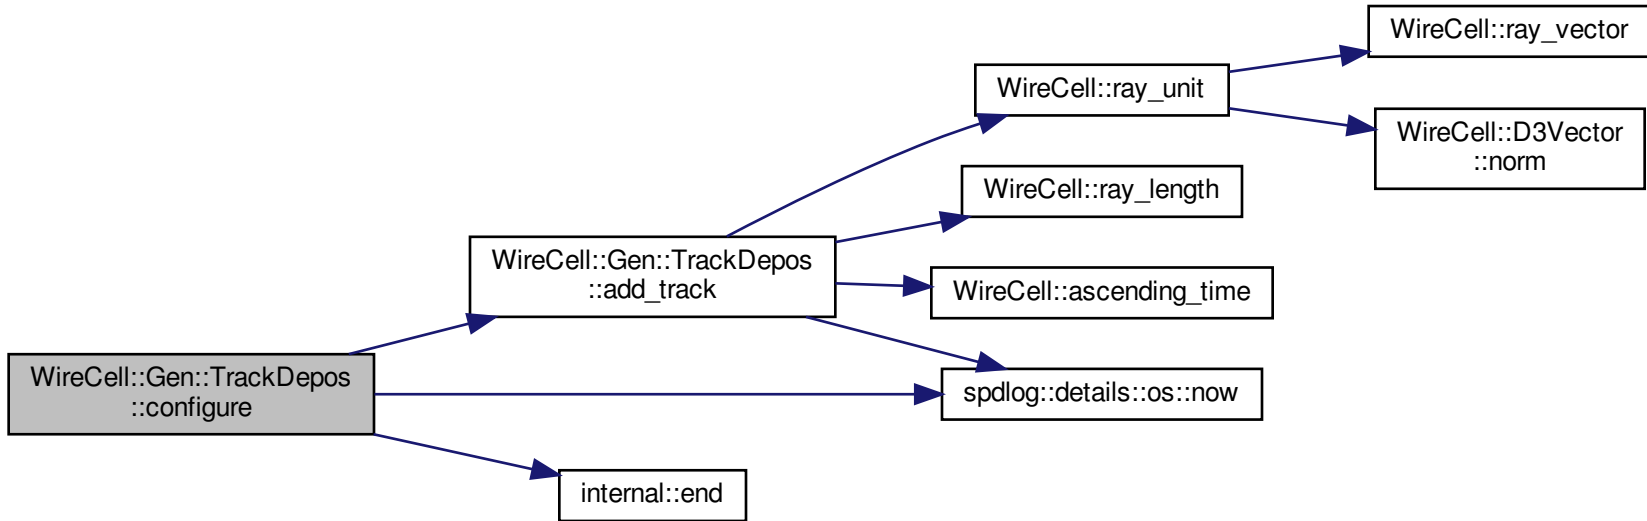 WireCell::ray_vector
WireCell::ray_unit
WireCell::D3Vector
::norm
WireCell::ray_length
WireCell::Gen::TrackDepos
::add_track
WireCell::ascending_time
WireCell::Gen::TrackDepos
::configure
spdlog::details::os::now
internal::end